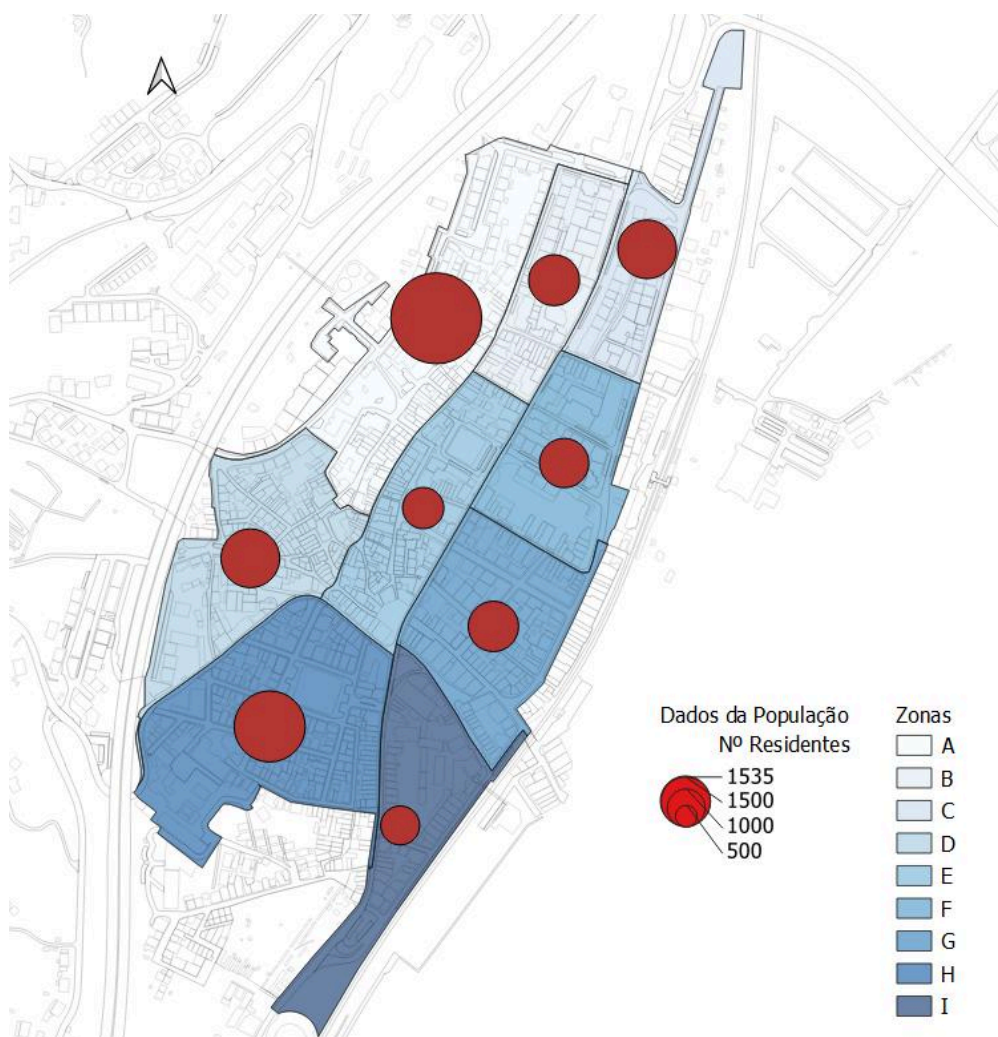 Dados da População
Nº Residentes
1535
1500
1000
500
Zonas
A
B
C
D
E
F
G
H
I